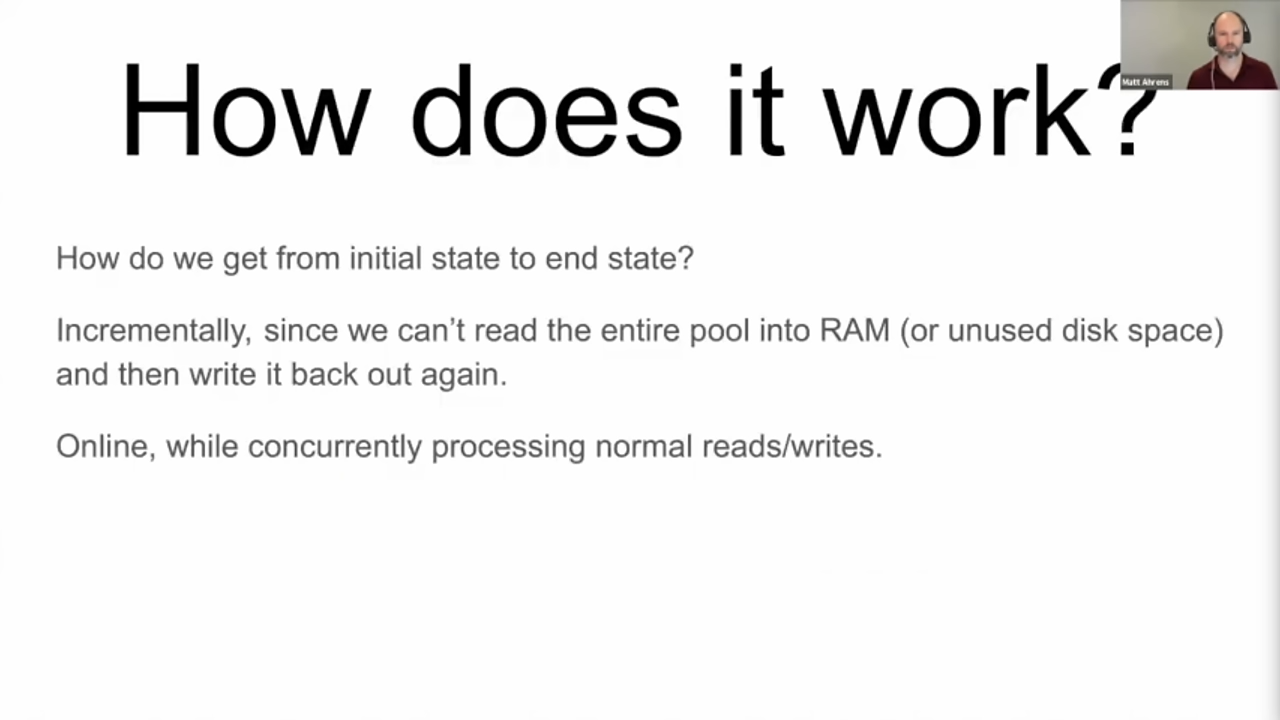 How does it work?
Matt Ahrens
How do we get from initial state to end state?
Incrementally, since we can’t read the entire pool into RAM (or unused disk space)
and then write it back out again.
Online, while concurrently processing normal reads/writes.